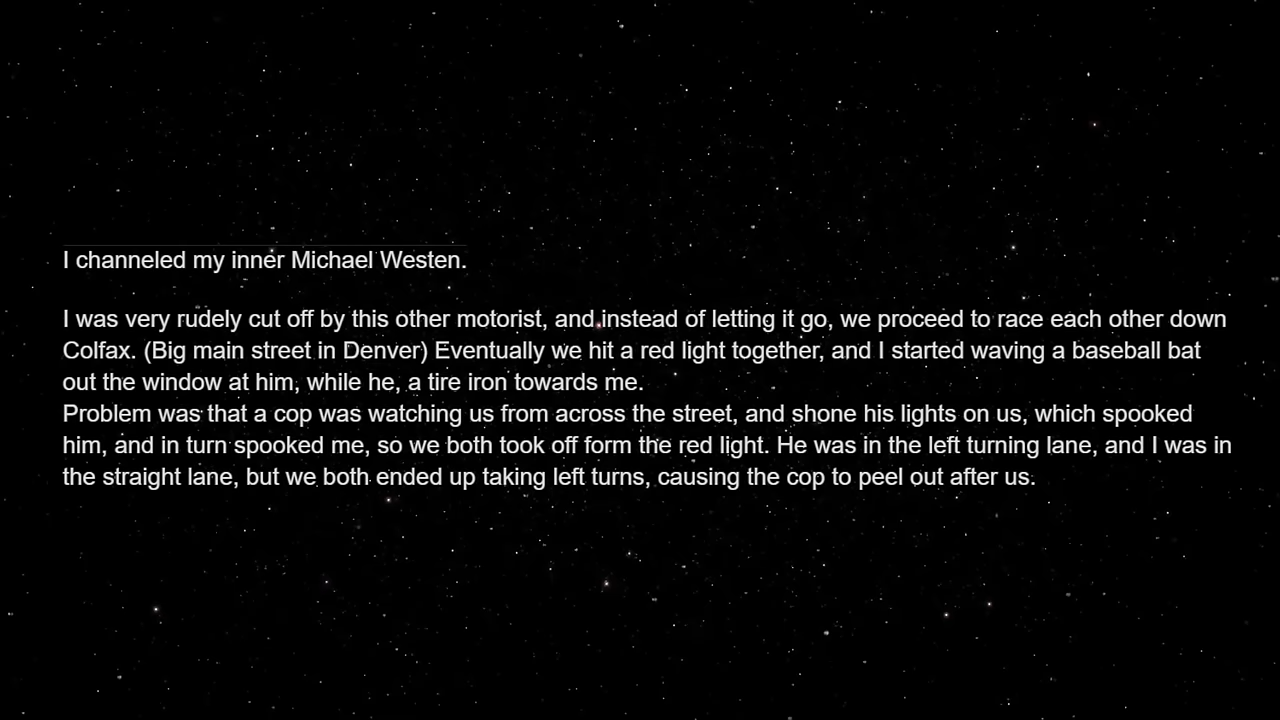 I channeled my inner Michael Westen.
I was very rudely cut off by this other motorist, and instead of letting it go, we proceed to race each other down
Colfax. (Big main street in Denver) Eventually we hit a red light together, and I started waving a baseball bat
out the window at him, while he, a tire iron towards me.
Problem was that a cop was watching us from across the street, and shone his lights on us, which spooked
him, and in turn spooked me, so we both took off form the red light. He was in the left turning lane, and I was in
the straight lane, but we both ended up taking left turns, causing the cop to peel out after us.